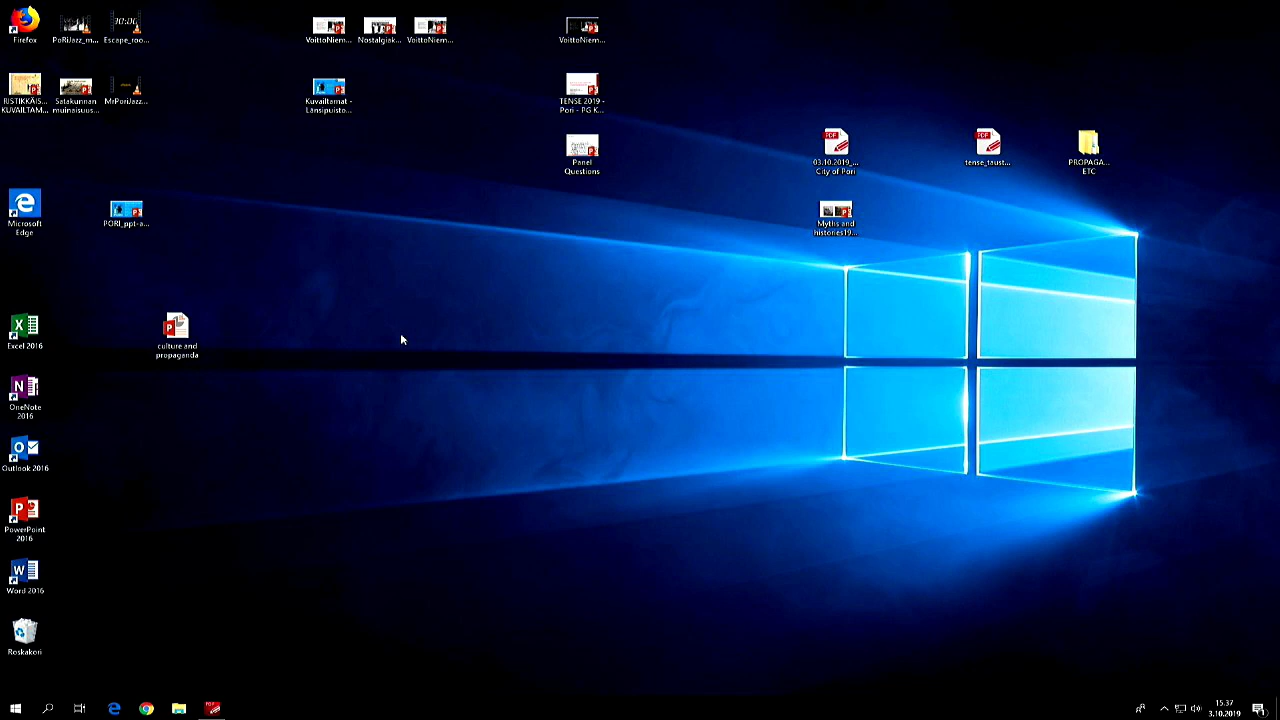 Firefox
PoRiJazz_m...
Escape_roo...
VoittoNiem...
Nostalgiak...
VoittoNiem...
VoittoNiem...
RISTIKKÄIS...
KUVAILTAM...
Satakunnan
muinaisuus...
MrPoriJazz...
Kuvailtamat -
Länsipuisto...
TENSE 2019 -
Pori - PG K...
Panel
Questions
03.10.2019_...
City of Pori
tense_taust...
PROPAGA...
ETC
Microsoft
Edge
PORI_ppt-a...
Myths and
histories19...
Excel 2016
culture and
propaganda
OneNote
2016
Outlook 2016
PowerPoint
2016
Word 2016
Roskakori
15.37
3.10.2019